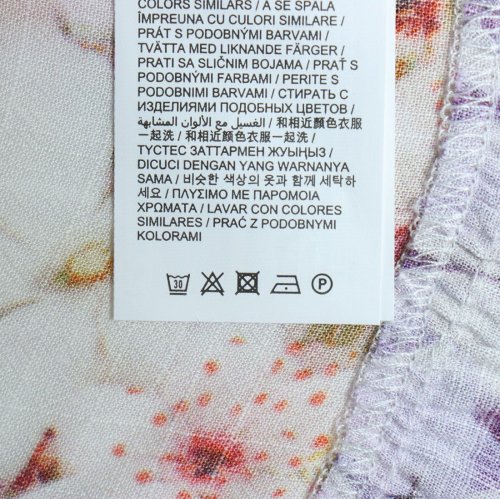 COLORS SIMILARS / A SE SPALA
ÎMPREUNA CU CULORI SIMILARE /
PRÁT S PODOBNÝMI BARVAMI /
TVÄTTA MED LIKNANDE FÄRGER /
PRATI SA SLIČNIM BOJAMA / PRAŤ S
PODOBNÝMI FARBAMI / PERITE S
PODOBNIMI BARVAMI / СТИРАТЬ С
ИЗДЕЛИЯМИ ПОДОБНЫХ ЦВЕТОВ /
الغسيل مع الألوان المشابهة / 和相近顏色衣服
一起洗 / 和相近颜色衣服一起洗 /
ТҮСТЕС ЗАТТАРМЕН ЖУЫҢЫЗ /
DICUCI DENGAN YANG WARNANYA
SAMA / 비슷한 색상의 옷과 함께 세탁하
세요 / ΠΛΥΣΙΜΟ ΜΕ ΠΑΡΟΜΟΙΑ
ΧΡΩΜΑΤΑ / LAVAR CON COLORES
SIMILARES / PRAĆ Z PODOBNYMI
KOLORAMI
30 P